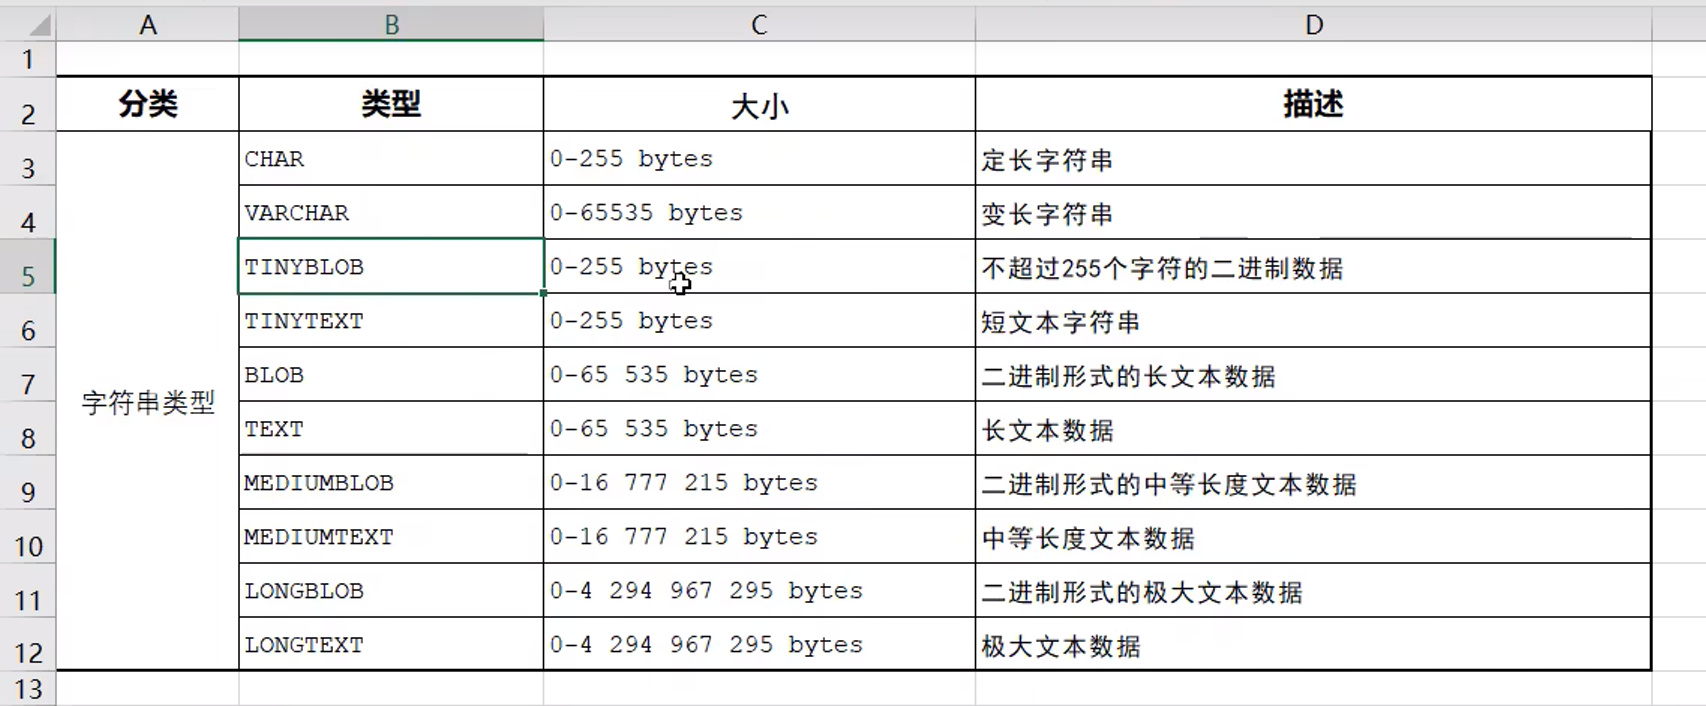 A B C D
1
2 分类 类型 大小 描述
3 CHAR 0-255 bytes 定长字符串
4 VARCHAR 0-65535 bytes 变长字符串
5 TINYBLOB 0-255 bytes 不超过255个字符的二进制数据
6 TINYTEXT 0-255 bytes 短文本字符串
7 BLOB 0-65 535 bytes 二进制形式的长文本数据
字符串类型
8 TEXT 0-65 535 bytes 长文本数据
9 MEDIUMBLOB 0-16 777 215 bytes 二进制形式的中等长度文本数据
10 MEDIUMTEXT 0-16 777 215 bytes 中等长度文本数据
11 LONGBLOB 0-4 294 967 295 bytes 二进制形式的极大文本数据
12 LONGTEXT 0-4 294 967 295 bytes 极大文本数据
13